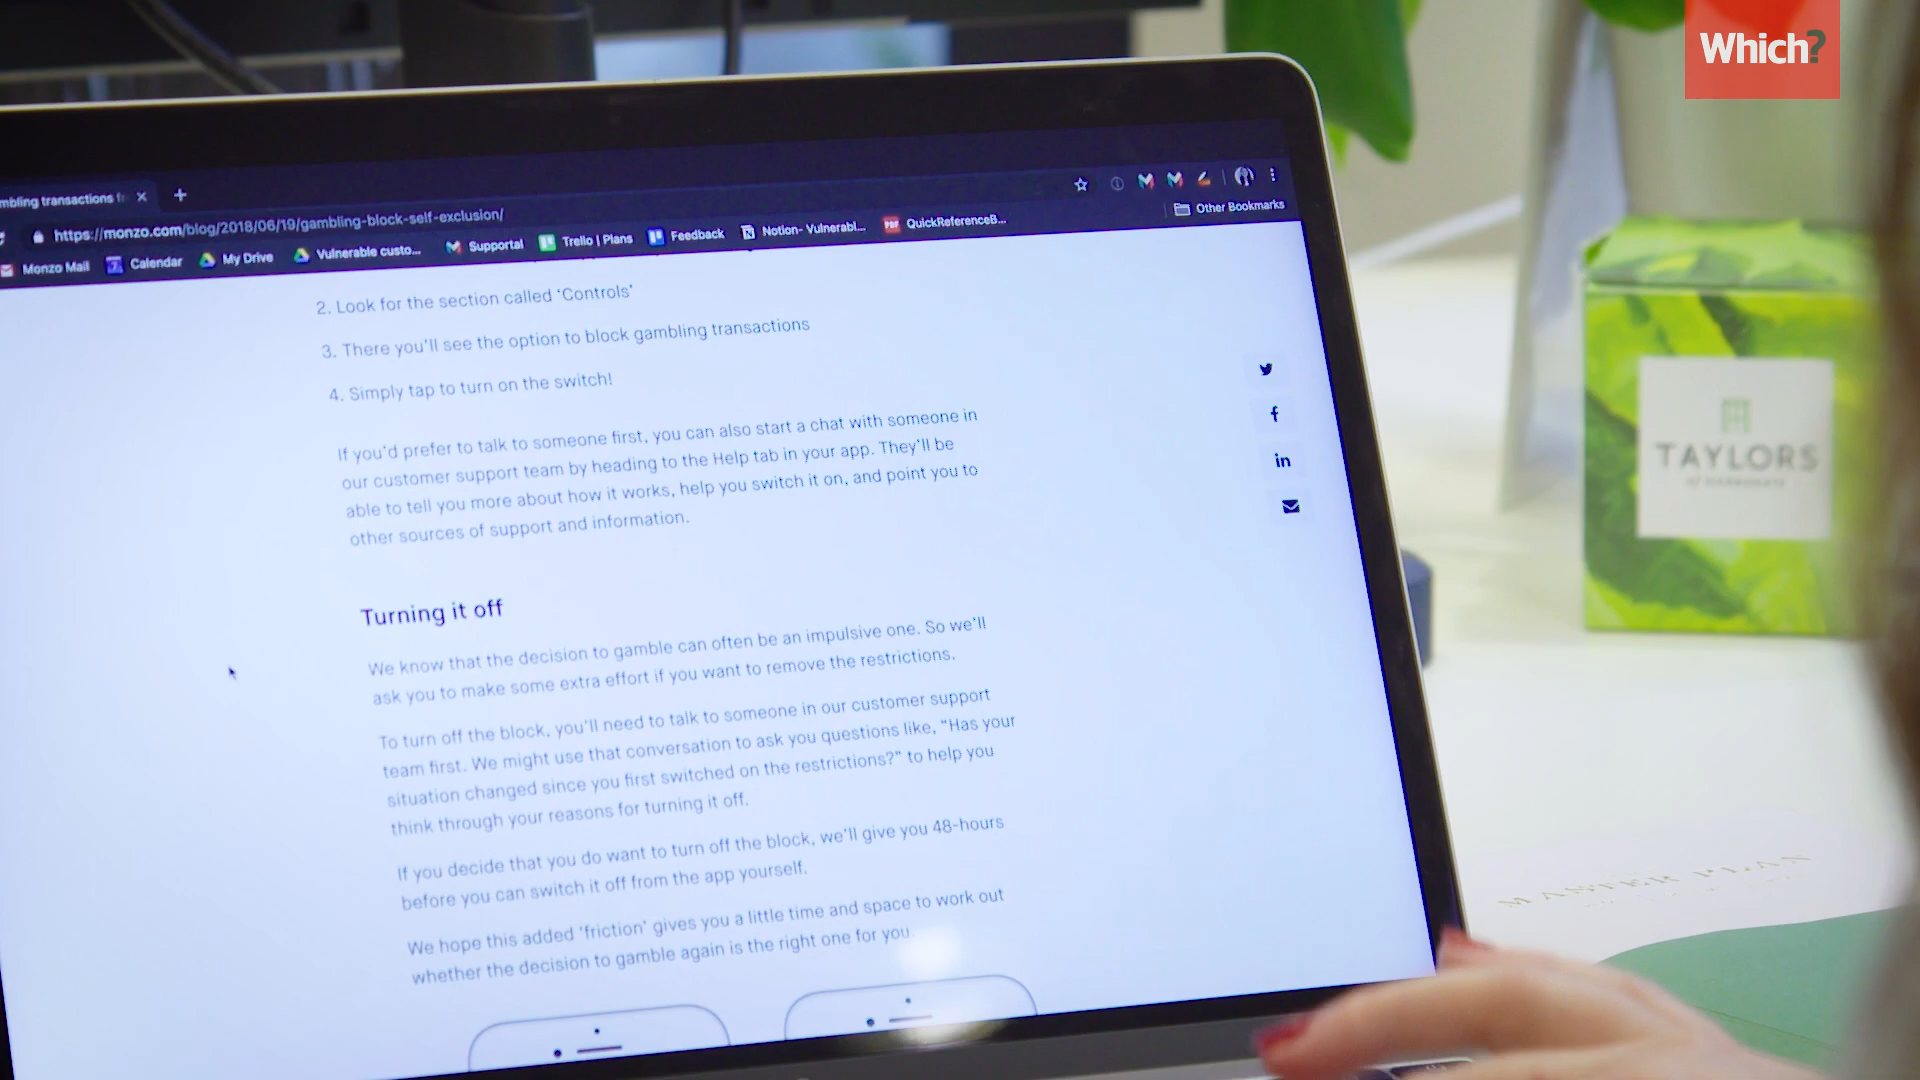 Which?
mbling transactions
https://monzo.com/blog/2018/06/19/gambling-block-self-exclusion/
Monzo Mail Calendar My Drive Vulnerable custo... Supportal Trello | Plans Feedback Notion- Vulnerabl... QuickReferenceB... Other Bookmarks
2. Look for the section called ‘Controls’
3. There you’ll see the option to block gambling transactions
4. Simply tap to turn on the switch!
If you’d prefer to talk to someone first, you can also start a chat with someone in
our customer support team by heading to the Help tab in your app. They’ll be
able to tell you more about how it works, help you switch it on, and point you to
other sources of support and information.
Turning it off
We know that the decision to gamble can often be an impulsive one. So we’ll
ask you to make some extra effort if you want to remove the restrictions.
To turn off the block, you’ll need to talk to someone in our customer support
team first. We might use that conversation to ask you questions like, “Has your
situation changed since you first switched on the restrictions?” to help you
think through your reasons for turning it off.
If you decide that you do want to turn off the block, we’ll give you 48-hours
before you can switch it off from the app yourself.
We hope this added ‘friction’ gives you a little time and space to work out
whether the decision to gamble again is the right one for you.
TAYLORS
of HARROGATE
MASTER PLAN